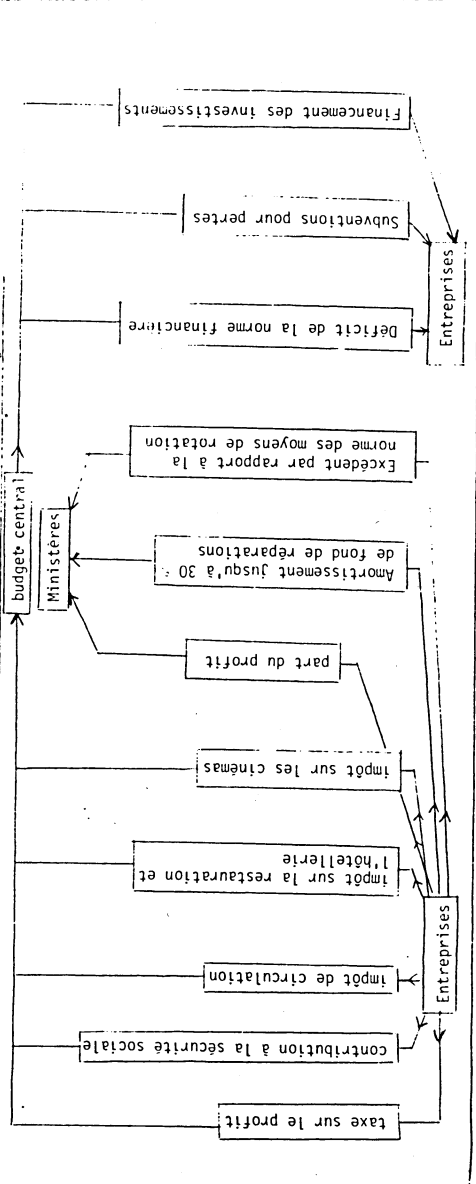 Financement des investissements
Subventions pour pertes
Entreprises
Déficit de la norme financière
budget central
Ministères
Excédent par rapport à la
norme des moyens de rotation
Amortissement jusqu'à 30
de fond de réparations
part du profit
impôt sur les cinémas
impôt sur la restauration et
l'hôtellerie
Entreprises
impôt de circulation
contribution à la sécurité sociale
taxe sur le profit